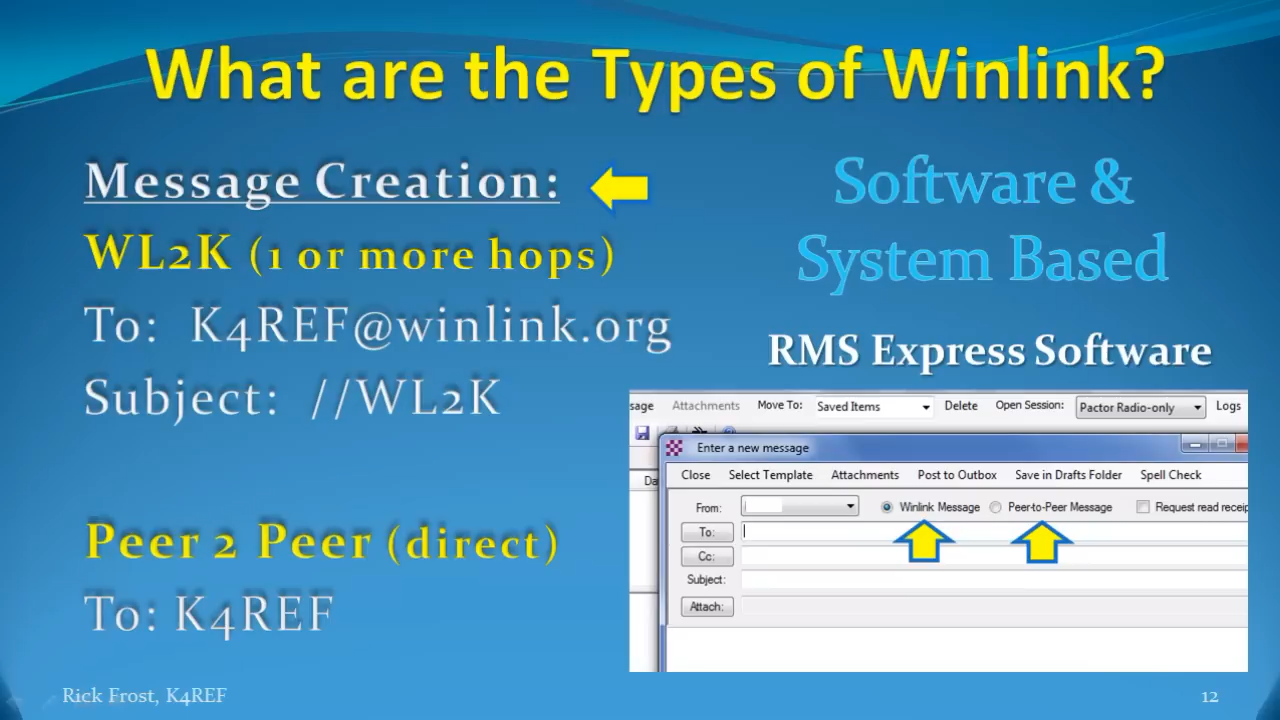 What are the Types of Winlink?
Message Creation:
WL2K (1 or more hops)
To: K4REF@winlink.org
Subject: //WL2K
Peer 2 Peer (direct)
To: K4REF
Software &
System Based
RMS Express Software
sage Attachments Move To: Saved Items Delete Open Session: Pactor Radio-only Logs
Enter a new message
Da
Close Select Template Attachments Post to Outbox Save in Drafts Folder Spell Check
From: Winlink Message Peer-to-Peer Message Request read receip
To:
Cc:
Subject:
Attach:
Rick Frost, K4REF
12